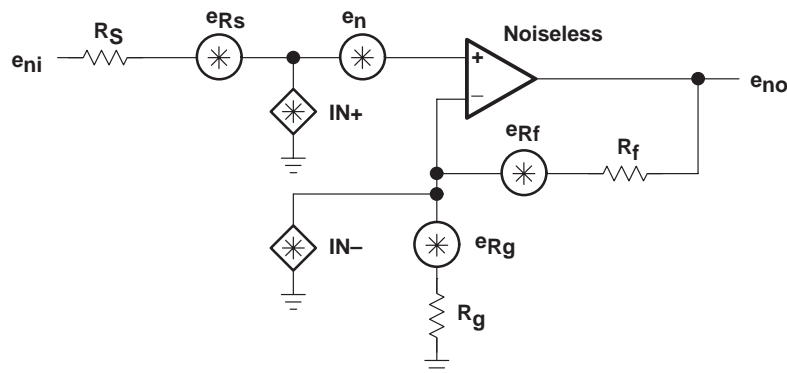 RS
eRs
en
Noiseless
eni
+
–
IN+
eno
eRf
Rf
IN–
eRg
Rg